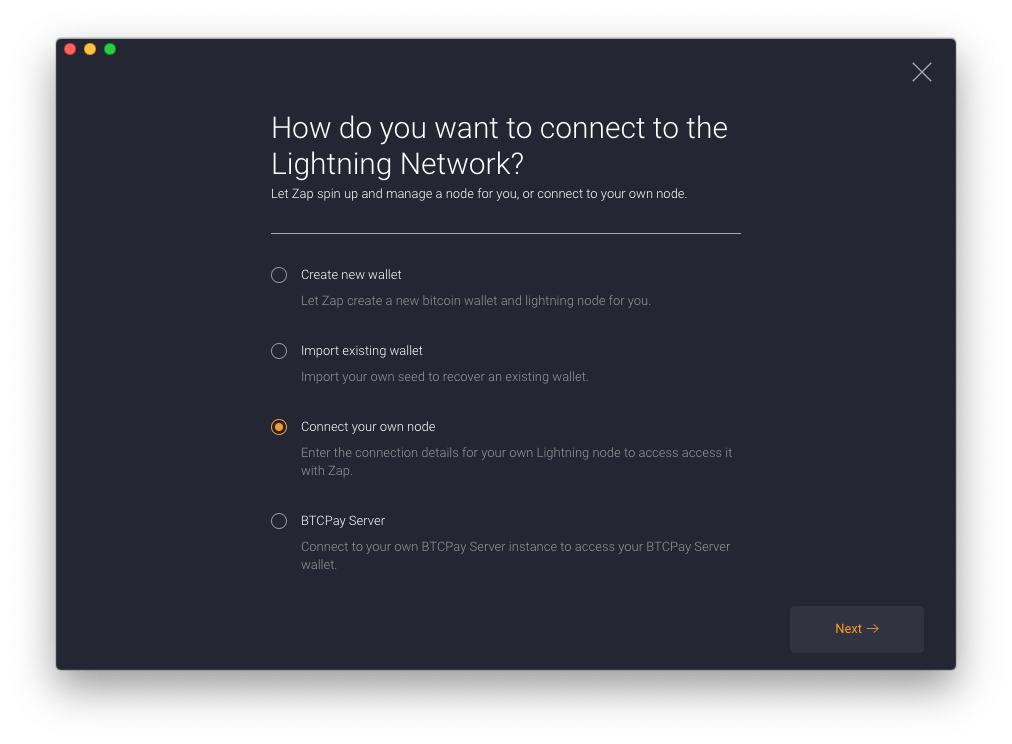 How do you want to connect to the
Lightning Network?
Let Zap spin up and manage a node for you, or connect to your own node.
Create new wallet
Let Zap create a new bitcoin wallet and lightning node for you.
Import existing wallet
Import your own seed to recover an existing wallet.
Connect your own node
Enter the connection details for your own Lightning node to access access it
with Zap.
BTCPay Server
Connect to your own BTCPay Server instance to access your BTCPay Server
wallet.
Next →